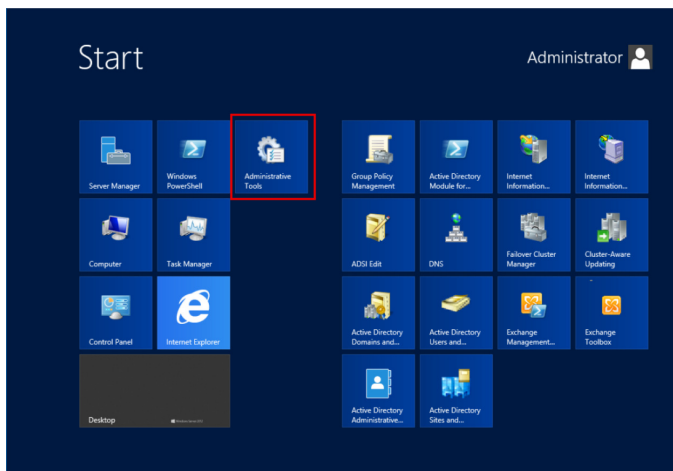 Start
Administrator
Server Manager
Windows
PowerShell
Administrative
Tools
Group Policy
Management
Active Directory
Module for...
Internet
Information...
Internet
Information...
Computer
Task Manager
ADSI Edit
DNS
Failover Cluster
Manager
Cluster-Aware
Updating
Control Panel
Internet Explorer
Active Directory
Domains and...
Active Directory
Users and...
Exchange
Management...
Exchange
Toolbox
Desktop
Active Directory
Administrative...
Active Directory
Sites and...